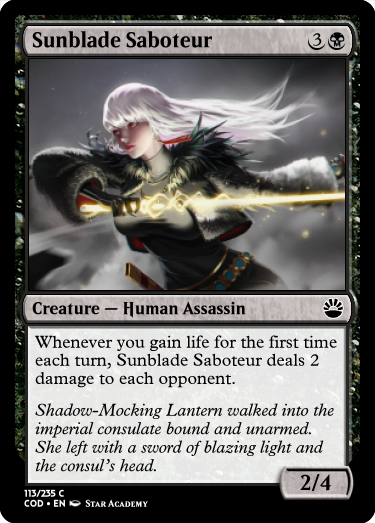 Sunblade Saboteur 3
Creature — Human Assassin
Whenever you gain life for the first time
each turn, Sunblade Saboteur deals 2
damage to each opponent.
Shadow-Mocking Lantern walked into the
imperial consulate bound and unarmed.
She left with a sword of blazing light and
the consul's head.
2/4
113/235 C
COD • EN Star Academy